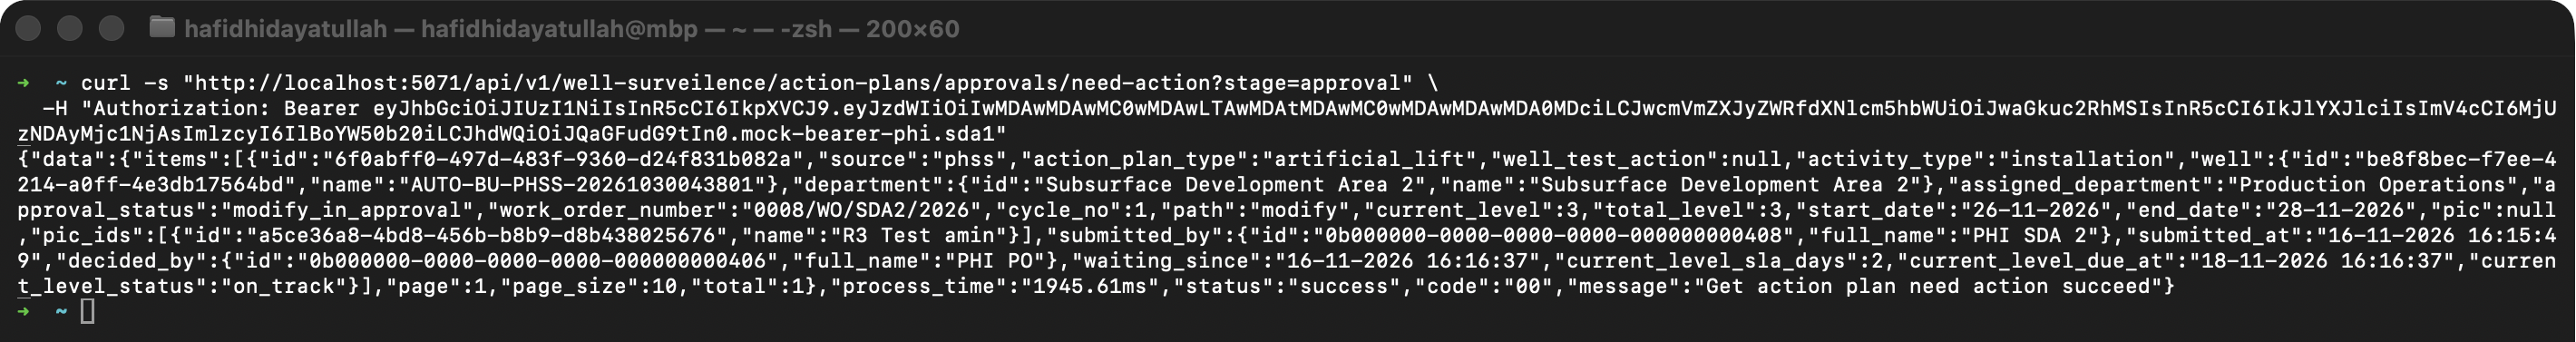 hafidhidayatullah — hafidhidayatullah@mbp — ~ — -zsh — 200×60
➜  ~ curl -s "http://localhost:5071/api/v1/well-surveilence/action-plans/approvals/need-action?stage=approval" \
  -H "Authorization: Bearer eyJhbGciOiJIUzI1NiIsInR5cCI6IkpXVCJ9.eyJzdWIiOiIwMDAwMDAwMC0wMDAwLTAwMDAtMDAwMC0wMDAwMDAwMDA0MDciLCJwcmVmZXJyZWRfdXNlcm5hbWUiOiJwaGkuc2RhMSIsInR5cCI6IkJlYXJlciIsImV4cCI6MjU
zNDAyMjc1NjAsImlzcyI6IlBoYW50b20iLCJhdWQiOiJQaGFudG9tIn0.mock-bearer-phi.sda1"
{"data":{"items":[{"id":"6f0abff0-497d-483f-9360-d24f831b082a","source":"phss","action_plan_type":"artificial_lift","well_test_action":null,"activity_type":"installation","well":{"id":"be8f8bec-f7ee-4
214-a0ff-4e3db17564bd","name":"AUTO-BU-PHSS-20261030043801"},"department":{"id":"Subsurface Development Area 2","name":"Subsurface Development Area 2"},"assigned_department":"Production Operations","a
pproval_status":"modify_in_approval","work_order_number":"0008/WO/SDA2/2026","cycle_no":1,"path":"modify","current_level":3,"total_level":3,"start_date":"26-11-2026","end_date":"28-11-2026","pic":null
,"pic_ids":[{"id":"a5ce36a8-4bd8-456b-b8b9-d8b438025676","name":"R3 Test amin"}],"submitted_by":{"id":"0b000000-0000-0000-0000-000000000408","full_name":"PHI SDA 2"},"submitted_at":"16-11-2026 16:15:4
9","decided_by":{"id":"0b000000-0000-0000-0000-000000000406","full_name":"PHI PO"},"waiting_since":"16-11-2026 16:16:37","current_level_sla_days":2,"current_level_due_at":"18-11-2026 16:16:37","curren
t_level_status":"on_track"}],"page":1,"page_size":10,"total":1},"process_time":"1945.61ms","status":"success","code":"00","message":"Get action plan need action succeed"}
➜  ~